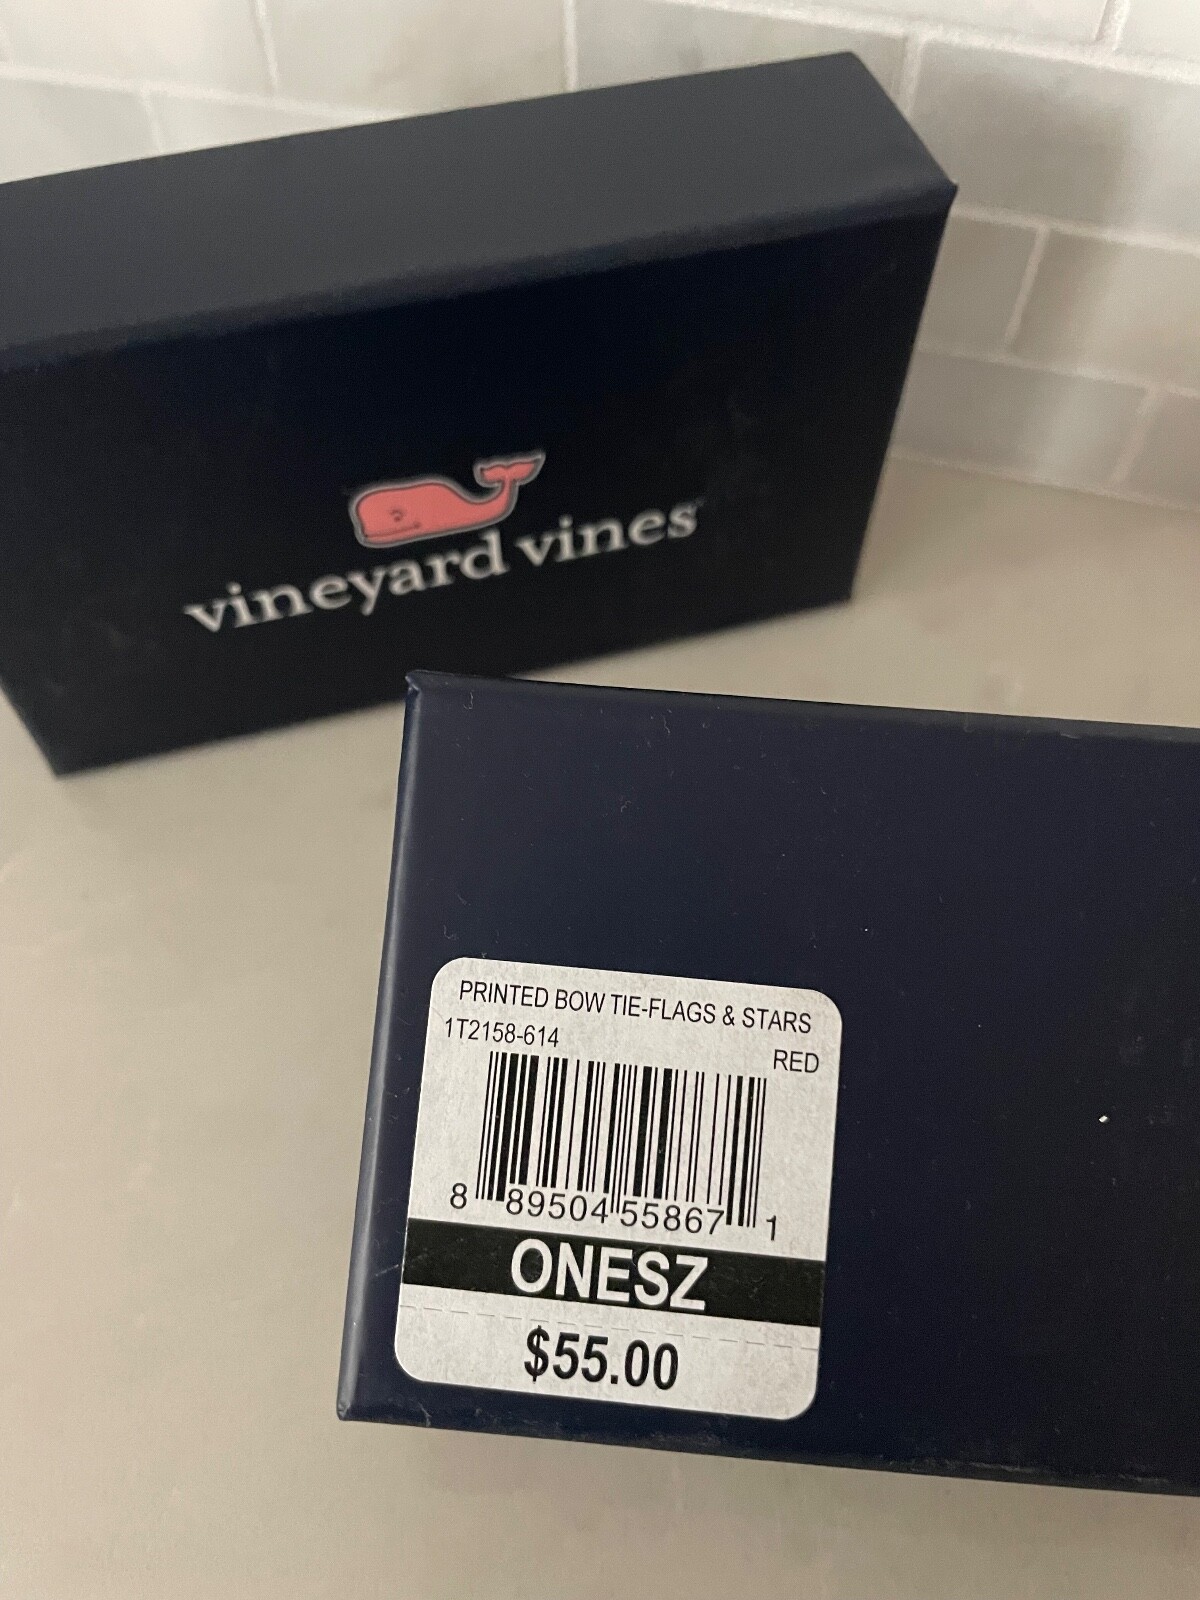 vineyard vines
PRINTED BOW TIE-FLAGS & STARS
1T2158-614
RED
8 89504 55867 1
ONESZ
$55.00